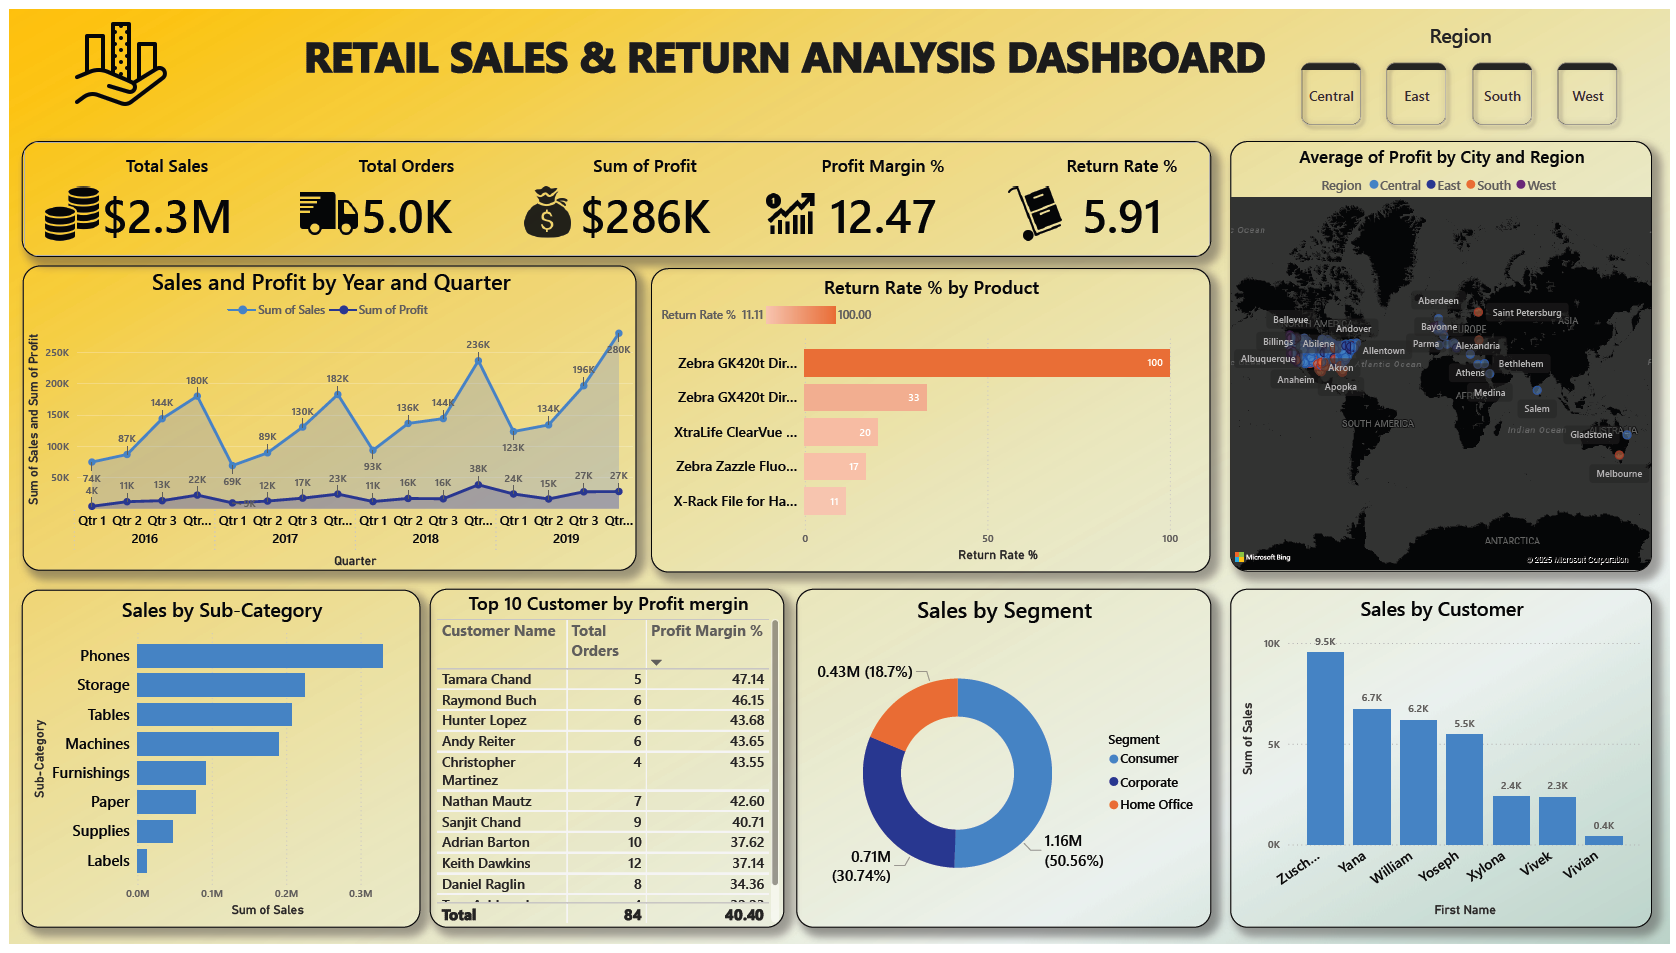 RETAIL SALES & RETURN ANALYSIS DASHBOARD
Region
Central
East
South
West
Total Sales
$2.3M
Total Orders
5.0K
Sum of Profit
$286K
Profit Margin %
12.47
Return Rate %
5.91
Average of Profit by City and Region
Region Central East South West
Aberdeen
Saint Petersburg
ASIA
Bellevue
NORTH AMERICA
Andover
Bayonne
EUROPE
Billings
Abilene
Parma
Alexandria
Albuquerque
Allentown
Atlantic Ocean
Bethlehem
Akron
Athens
Anaheim
Apopka
Medina
Salem
SOUTH AMERICA
Indian Ocean
Gladstone
AUSTRALIA
Melbourne
ANTARCTICA
Microsoft Bing
© 2025 Microsoft Corporation
Sales and Profit by Year and Quarter
Sum of Sales Sum of Profit
Sum of Sales and Sum of Profit
250K
200K
150K
100K
50K
74K
87K
144K
180K
69K
89K
130K
182K
93K
136K
144K
236K
123K
134K
196K
280K
4K
11K
13K
22K
9K
12K
17K
23K
11K
16K
16K
38K
24K
15K
27K
27K
Qtr 1 Qtr 2 Qtr 3 Qtr... Qtr 1 Qtr 2 Qtr 3 Qtr... Qtr 1 Qtr 2 Qtr 3 Qtr... Qtr 1 Qtr 2 Qtr 3 Qtr...
2016 2017 2018 2019
Quarter
Return Rate % by Product
Return Rate % 11.11 100.00
Zebra GK420t Dir... 100
Zebra GX420t Dir... 33
XtraLife ClearVue ... 20
Zebra Zazzle Fluo... 17
X-Rack File for Ha... 11
0 50 100
Return Rate %
Sales by Sub-Category
Sub-Category
Phones
Storage
Tables
Machines
Furnishings
Paper
Supplies
Labels
0.0M 0.1M 0.2M 0.3M
Sum of Sales
Top 10 Customer by Profit mergin
Customer Name Total Orders Profit Margin %
Tamara Chand 5 47.14
Raymond Buch 6 46.15
Hunter Lopez 6 43.68
Andy Reiter 6 43.65
Christopher Martinez 4 43.55
Nathan Mautz 7 42.60
Sanjit Chand 9 40.71
Adrian Barton 10 37.62
Keith Dawkins 12 37.14
Daniel Raglin 8 34.36
Total 84 40.40
Sales by Segment
0.43M (18.7%)
0.71M
(30.74%)
1.16M
(50.56%)
Segment
Consumer
Corporate
Home Office
Sales by Customer
Sum of Sales
10K
5K
0K
9.5K
6.7K
6.2K
5.5K
2.4K
2.3K
0.4K
Zusch... Yana William Yoseph Xylona Vivek Vivian
First Name